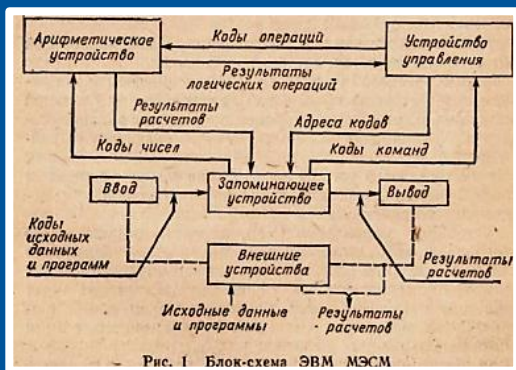 Арифметическое
устройство
Коды операций
Устройство
управления
Результаты
логических операций
Результаты
расчетов
Адреса кодов
Коды чисел
Коды команд
Ввод
Запоминающее
устройство
Вывод
Коды
исходных
данных
и программ
Внешние
устройства
Результаты
расчетов
Исходные данные
и программы
Результаты
расчетов
Рис. 1 Блок-схема ЭВМ МЭСМ